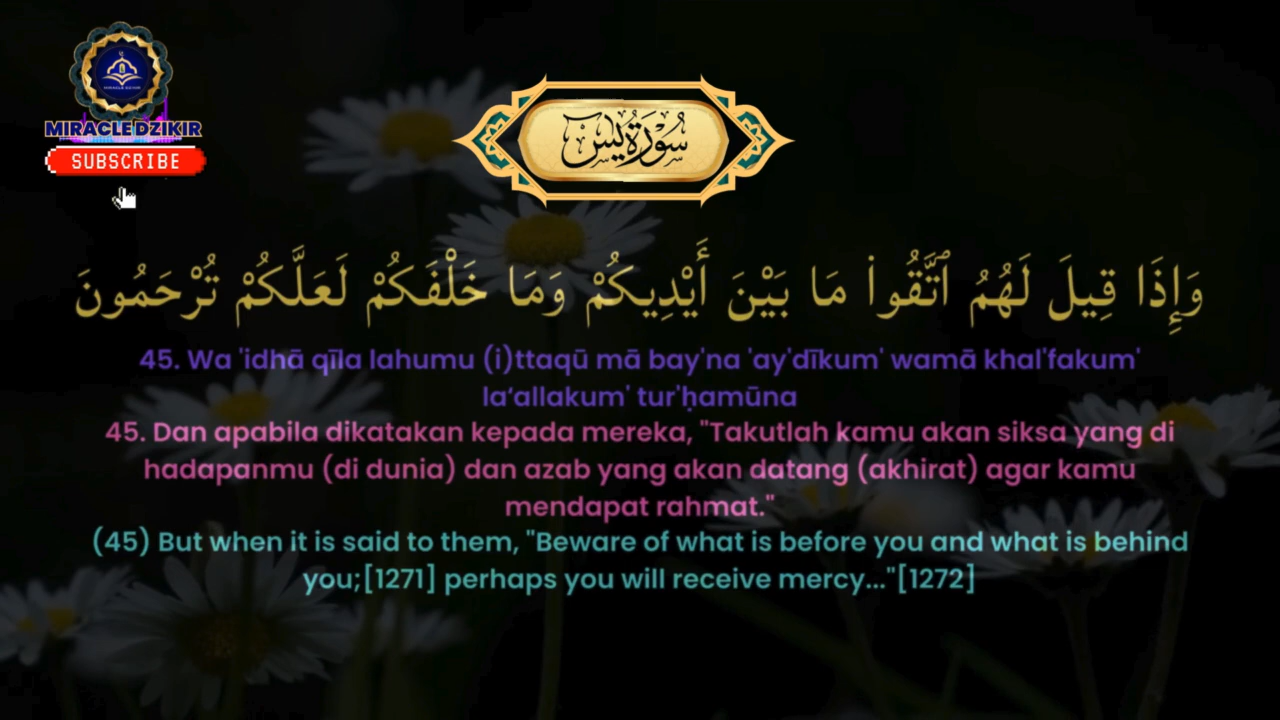 MIRACLE DZIKIR
SUBSCRIBE
سُورَةُ يس
وَإِذَا قِيلَ لَهُمُ ٱتَّقُوا۟ مَا بَيْنَ أَيْدِيكُمْ وَمَا خَلْفَكُمْ لَعَلَّكُمْ تُرْحَمُونَ
45. Wa 'idhā qīla lahumu (i)ttaqū mā bay'na 'ay'dīkum' wamā khal'fakum'
la‘allakum' tur'ḥamūna
45. Dan apabila dikatakan kepada mereka, "Takutlah kamu akan siksa yang di
hadapanmu (di dunia) dan azab yang akan datang (akhirat) agar kamu
mendapat rahmat."
(45) But when it is said to them, "Beware of what is before you and what is behind
you;[1271] perhaps you will receive mercy..."[1272]